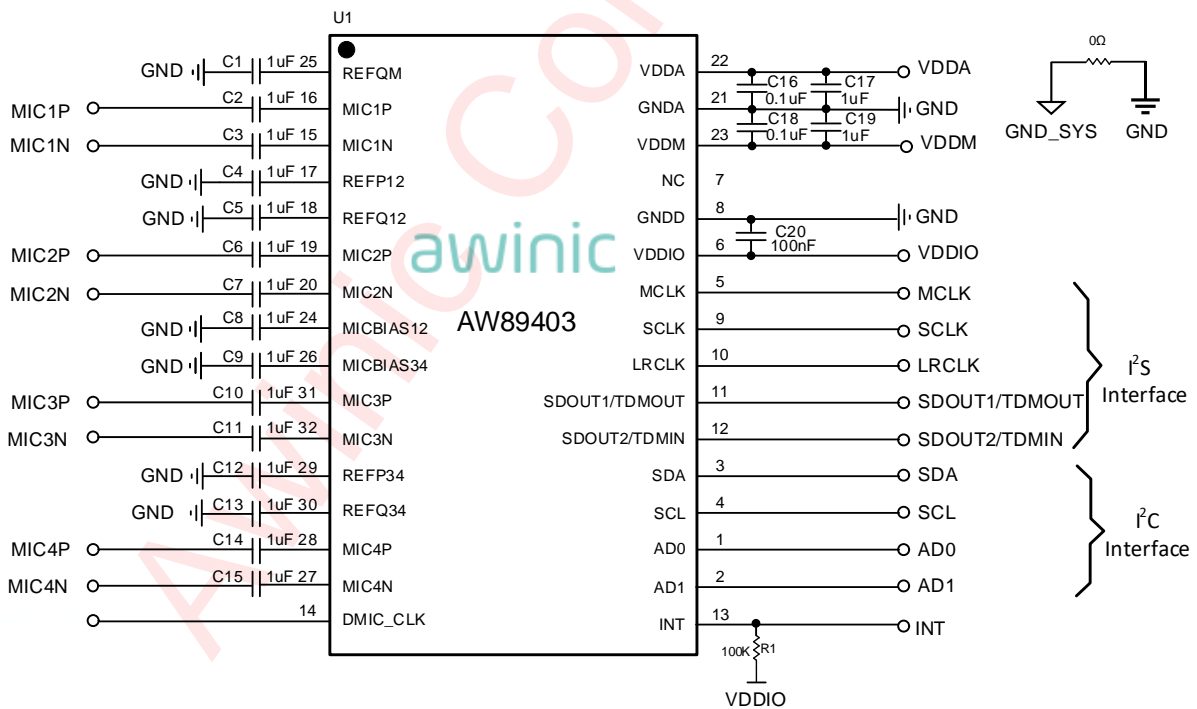 U1
GND C1 1uF 25 REFQM
MIC1P C2 1uF 16 MIC1P
MIC1N C3 1uF 15 MIC1N
GND C4 1uF 17 REFP12
GND C5 1uF 18 REFQ12
MIC2P C6 1uF 19 MIC2P
MIC2N C7 1uF 20 MIC2N
GND C8 1uF 24 MICBIAS12
GND C9 1uF 26 MICBIAS34
MIC3P C10 1uF 31 MIC3P
MIC3N C11 1uF 32 MIC3N
GND C12 1uF 29 REFP34
GND C13 1uF 30 REFQ34
MIC4P C14 1uF 28 MIC4P
MIC4N C15 1uF 27 MIC4N
14 DMIC_CLK
awinic
AW89403
VDDA 22 VDDA
C16 C17
0.1uF 1uF
GNDA 21 GND
C18 C19
0.1uF 1uF
VDDM 23 VDDM
NC 7
GNDD 8 GND
C20
100nF
VDDIO 6 VDDIO
MCLK 5 MCLK
SCLK 9 SCLK
LRCLK 10 LRCLK
SDOUT1/TDMOUT 11 SDOUT1/TDMOUT
SDOUT2/TDMIN 12 SDOUT2/TDMIN
SDA 3 SDA
SCL 4 SCL
AD0 1 AD0
AD1 2 AD1
INT 13 INT
100K R1
VDDIO
0Ω
GND_SYS GND
I²S
Interface
I²C
Interface
Awinic Con